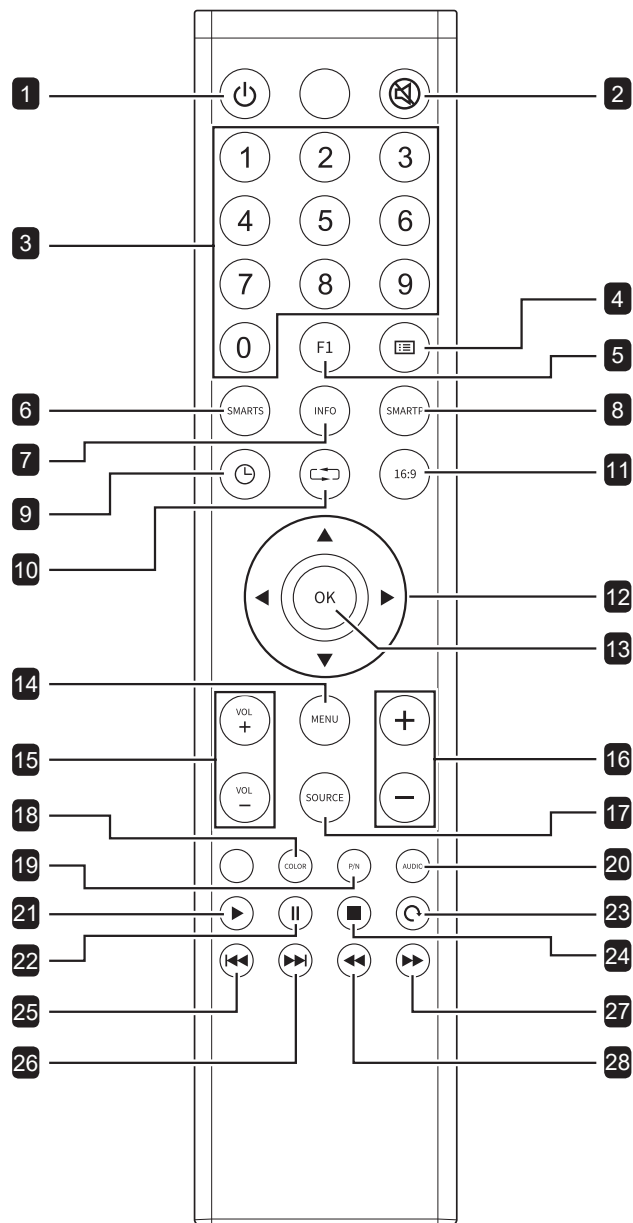 1 2
1 2 3
3 4 5 6
7 8 9
4
0 F1
5
6 SMARTS INFO SMARTP 8
7
16:9 11
9
10
OK 12
13
14 MENU
VOL
+ +
15 16
VOL
− SOURCE −
18 17
COLOR P/N AUDIO
19 20
21 23
22 24
25 27
26 28